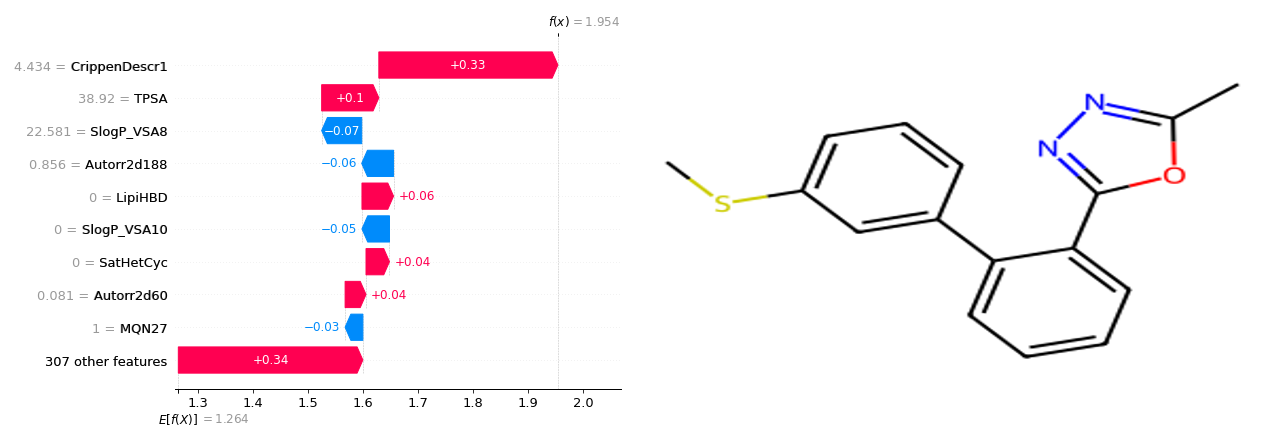 f(x) = 1.954
4.434 = CrippenDescr1
+0.33
38.92 = TPSA
+0.1
22.581 = SlogP_VSA8
−0.07
0.856 = Autorr2d188
−0.06
0 = LipiHBD
+0.06
0 = SlogP_VSA10
−0.05
0 = SatHetCyc
+0.04
0.081 = Autorr2d60
+0.04
1 = MQN27
−0.03
307 other features
+0.34
1.3 1.4 1.5 1.6 1.7 1.8 1.9 2.0
E[f(X)] = 1.264
N
N
O
S